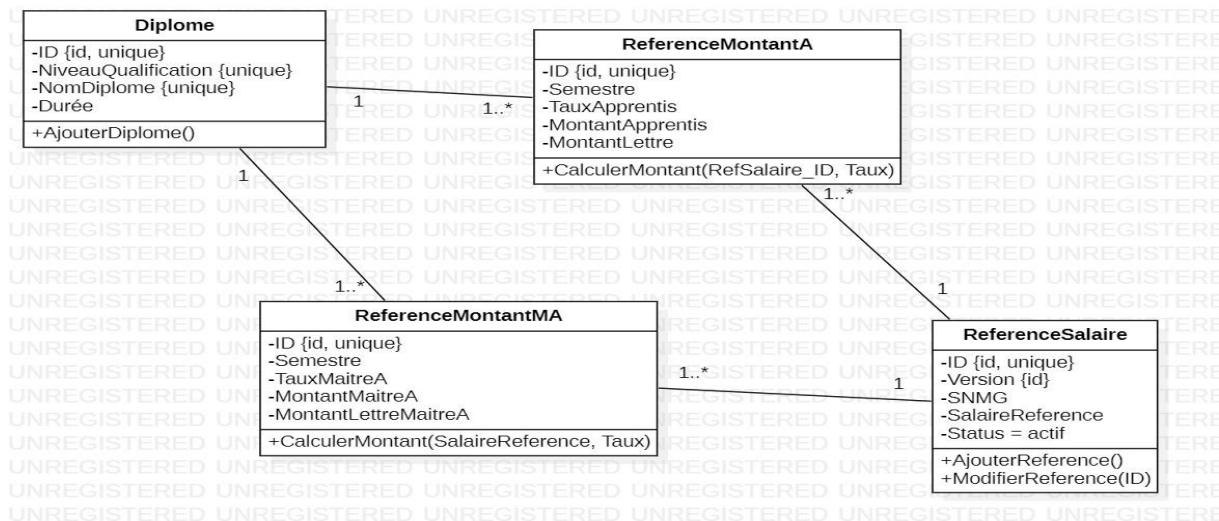 Diplome
-ID {id, unique}
-NiveauQualification {unique}
-NomDiplome {unique}
-Durée
+AjouterDiplome()
1
1..*
ReferenceMontantA
-ID {id, unique}
-Semestre
-TauxApprentis
-MontantApprentis
-MontantLettre
+CalculerMontant(RefSalaire_ID, Taux)
1
1..*
1..*
1
ReferenceMontantMA
-ID {id, unique}
-Semestre
-TauxMaitreA
-MontantMaitreA
-MontantLettreMaitreA
+CalculerMontant(SalaireReference, Taux)
1..*
1
ReferenceSalaire
-ID {id, unique}
-Version {id}
-SNMG
-SalaireReference
-Status = actif
+AjouterReference()
+ModifierReference(ID)
UNREGISTERED UNREGISTERED UNREGISTERED UNREGISTERED UNREGISTERED UNREGISTERED